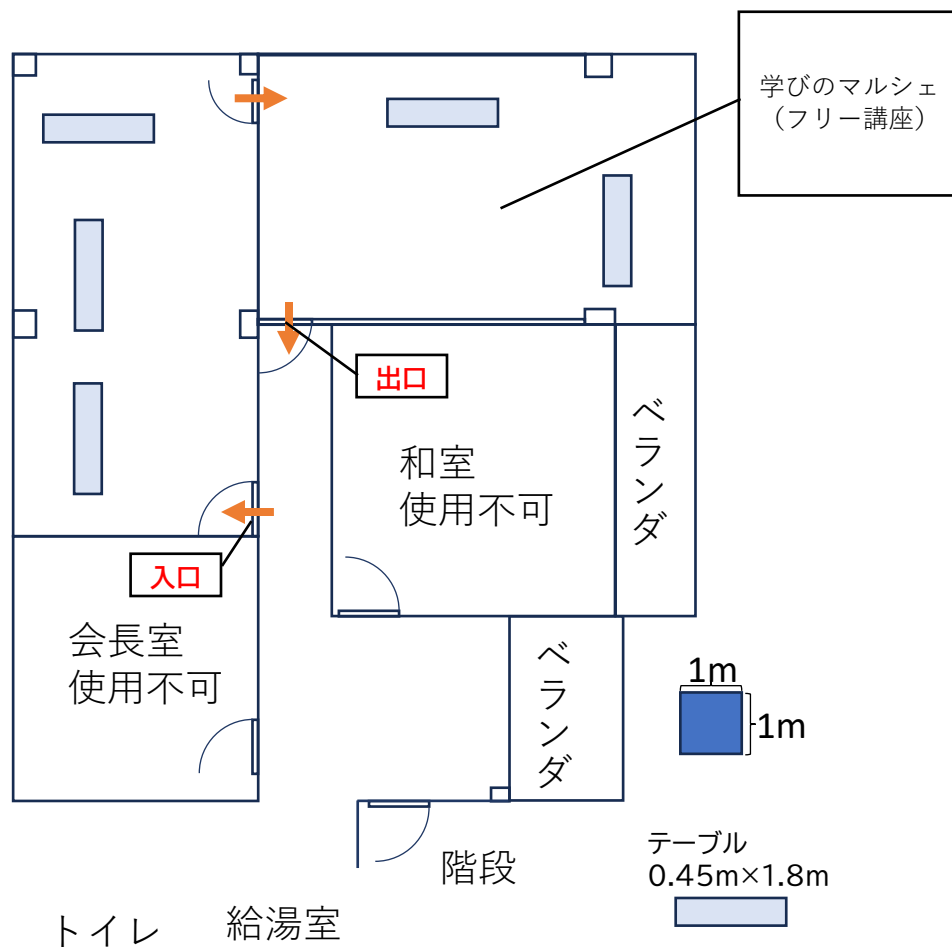 学びのマルシェ
（フリー講座）
出口
和室
使用不可
ベランダ
入口
会長室
使用不可
ベランダ
1m
1m
階段
テーブル
0.45m×1.8m
トイレ
給湯室